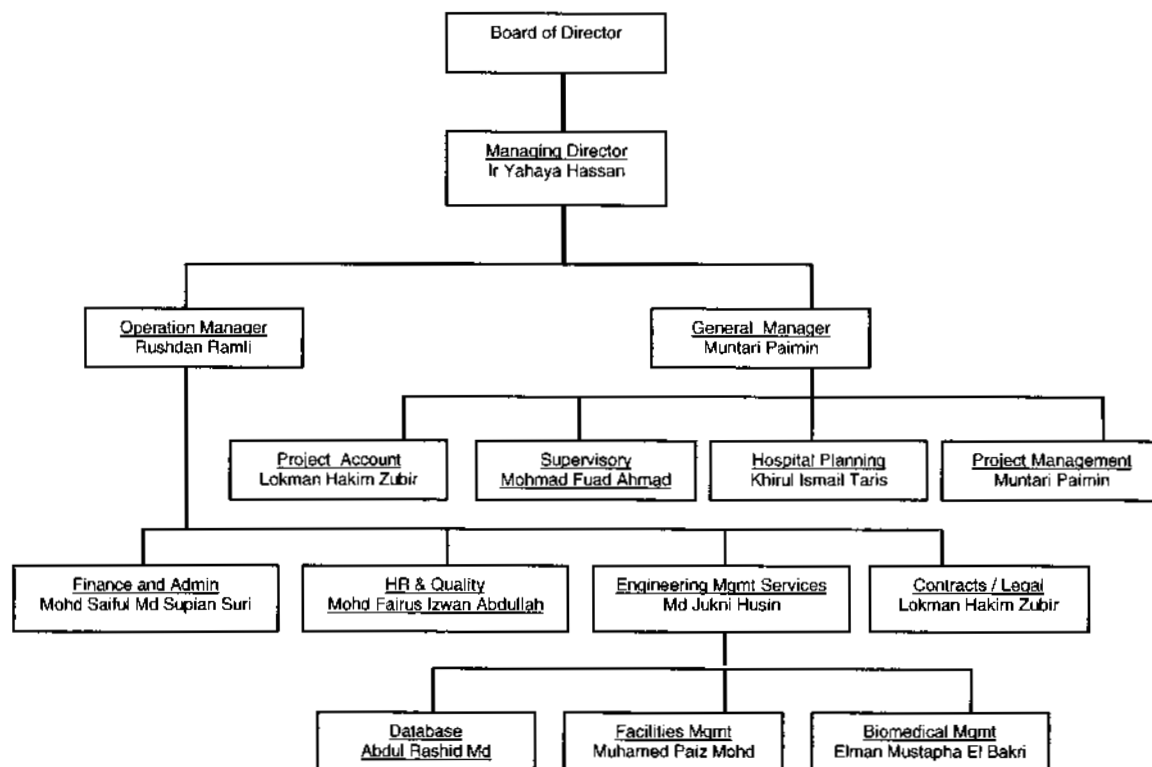 Board of Director
Managing Director
Ir Yahaya Hassan
Operation Manager
Rushdan Ramli
General Manager
Muntari Paimin
Project Account
Lokman Hakim Zubir
Supervisory
Mohmad Fuad Ahmad
Hospital Planning
Khirul Ismail Taris
Project Management
Muntari Paimin
Finance and Admin
Mohd Saiful Md Supian Suri
HR & Quality
Mohd Fairus Izwan Abdullah
Engineering Mgmt Services
Md Jukni Husin
Contracts / Legal
Lokman Hakim Zubir
Database
Abdul Rashid Md
Facilities Mgmt
Muhamed Paiz Mohd
Biomedical Mgmt
Elman Mustapha El Bakri